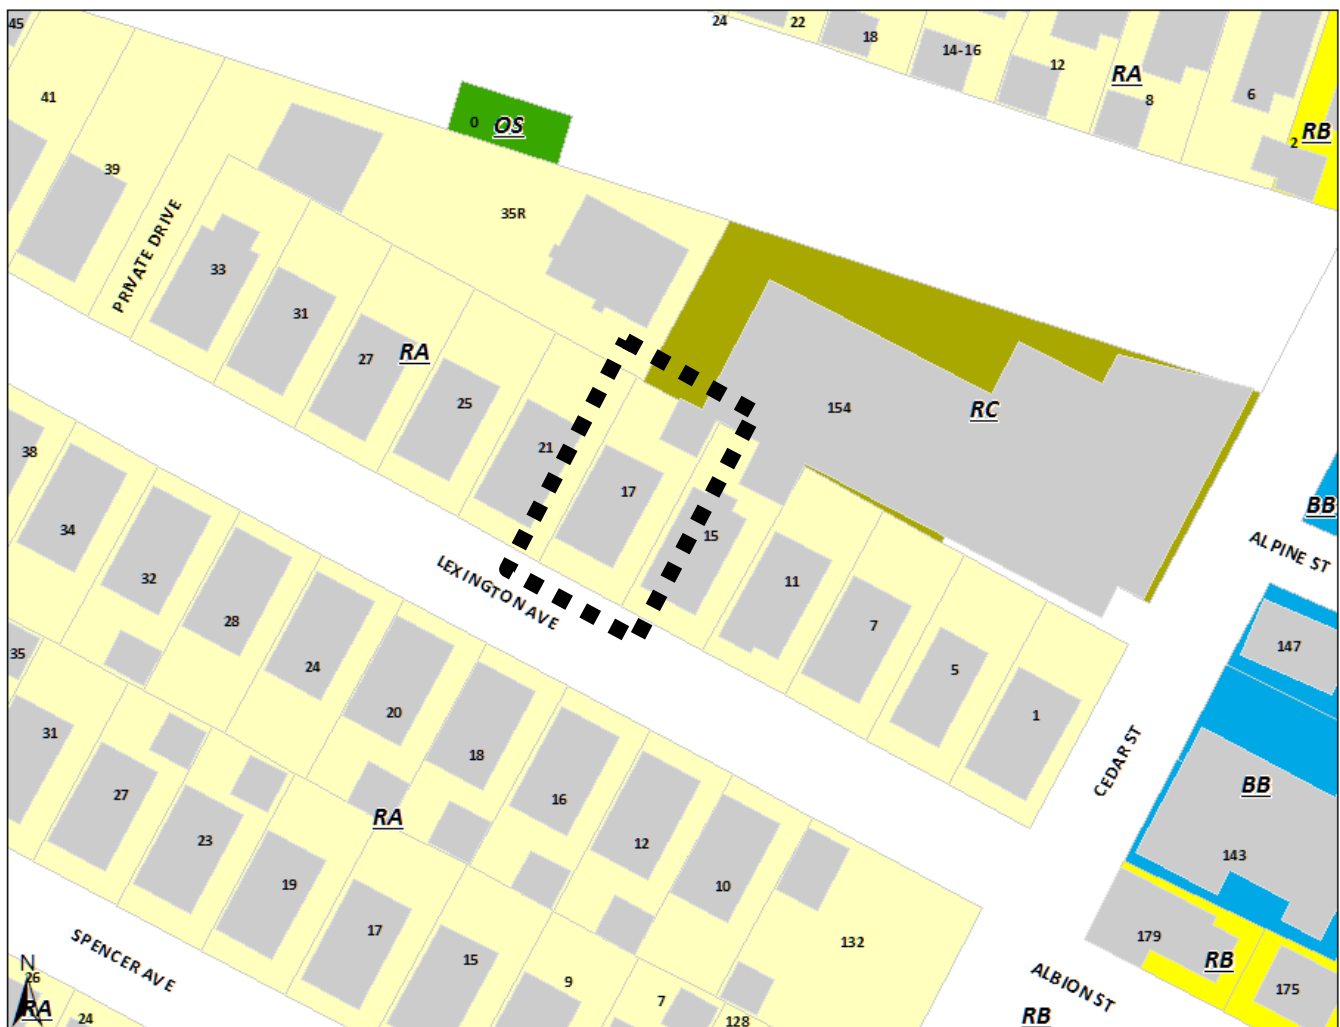 45
24
22
18
14-16
12
RA
8
6
RB
2
41
0
OS
39
35R
PRIVATE DRIVE
33
31
27
RA
25
21
154
RC
17
15
38
34
32
28
24
20
18
16
12
10
LEXINGTON AVE
11
7
5
1
BB
ALPINE ST
147
CEDAR ST
BB
143
35
31
27
23
19
17
15
9
7
128
RA
132
179
RB
175
ALBION ST
RB
SPENCER AVE
N
26
RA
24